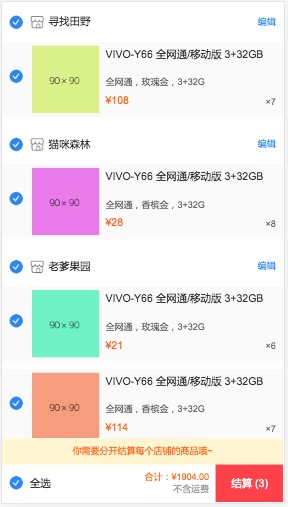 寻找田野 编辑
VIVO-Y66 全网通/移动版 3+32GB
90×90
全网通，玫瑰金，3+32G
¥108 ×7
猫咪森林 编辑
VIVO-Y66 全网通/移动版 3+32GB
90×90
全网通，香槟金，3+32G
¥28 ×8
老爹果园 编辑
VIVO-Y66 全网通/移动版 3+32GB
90×90
全网通，玫瑰金，3+32G
¥21 ×6
VIVO-Y66 全网通/移动版 3+32GB
90×90
全网通，香槟金，3+32G
¥114 ×7
你需要分开结算每个店铺的商品哦~
全选 合计：¥1904.00 结算 (3)
不含运费